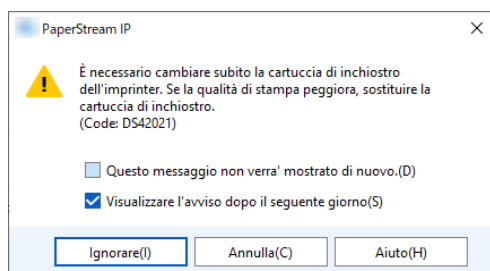 PaperStream IP
È necessario cambiare subito la cartuccia di inchiostro
dell'imprinter. Se la qualità di stampa peggiora, sostituire la
cartuccia di inchiostro.
(Code: DS42021)
Questo messaggio non verra' mostrato di nuovo.(D)
Visualizzare l'avviso dopo il seguente giorno(S)
Ignorare(I) Annulla(C) Aiuto(H)